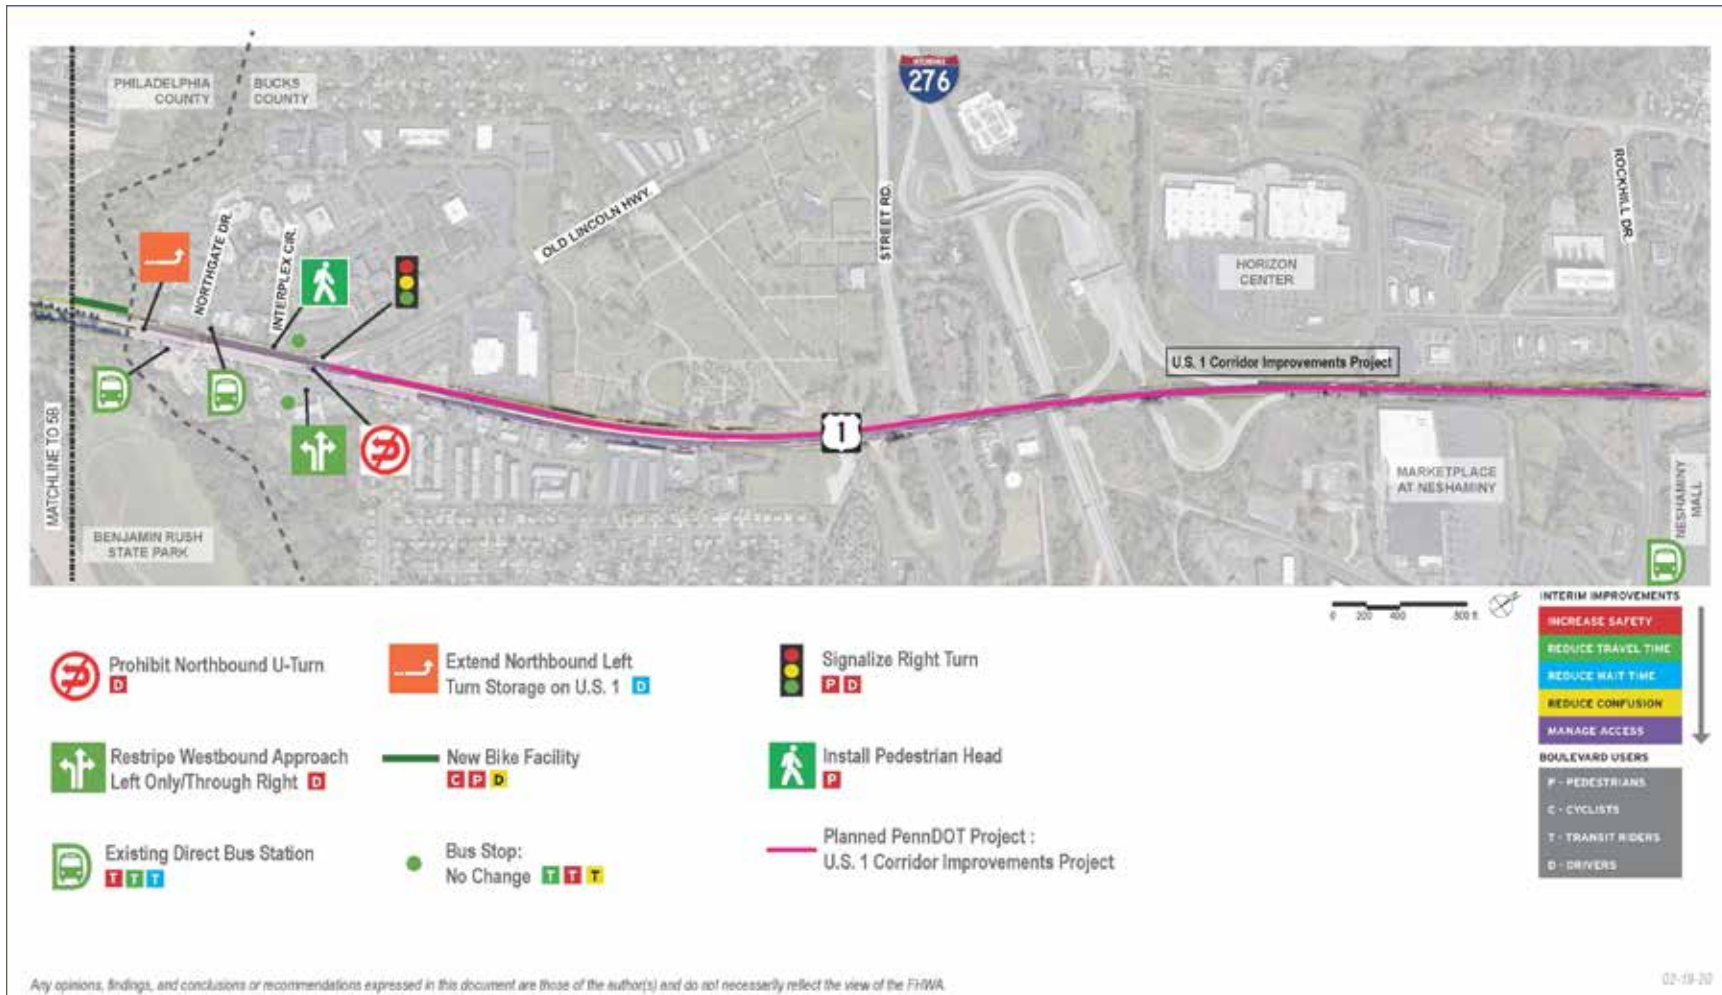 PHILADELPHIA
COUNTY
BUCKS
COUNTY
INTERSTATE
276
NORTHGATE DR.
INTERPLEX CIR.
OLD LINCOLN HWY.
STREET RD.
ROCKHILL DR.
HORIZON
CENTER
U.S. 1 Corridor Improvements Project
1
MATCHLINE TO 5B
MARKETPLACE
AT NESHAMINY
NESHAMINY
MALL
BENJAMIN RUSH
STATE PARK
0 200 400 800 ft
INTERIM IMPROVEMENTS
INCREASE SAFETY
REDUCE TRAVEL TIME
REDUCE WAIT TIME
REDUCE CONFUSION
MANAGE ACCESS
BOULEVARD USERS
P - PEDESTRIANS
C - CYCLISTS
T - TRANSIT RIDERS
D - DRIVERS
Prohibit Northbound U-Turn
D
Extend Northbound Left
Turn Storage on U.S. 1 D
Signalize Right Turn
P D
Restripe Westbound Approach
Left Only/Through Right D
New Bike Facility
C P D
Install Pedestrian Head
P
Existing Direct Bus Station
T T T
Bus Stop:
No Change T T T
Planned PennDOT Project :
U.S. 1 Corridor Improvements Project
Any opinions, findings, and conclusions or recommendations expressed in this document are those of the author(s) and do not necessarily reflect the view of the FHWA.
02-19-20